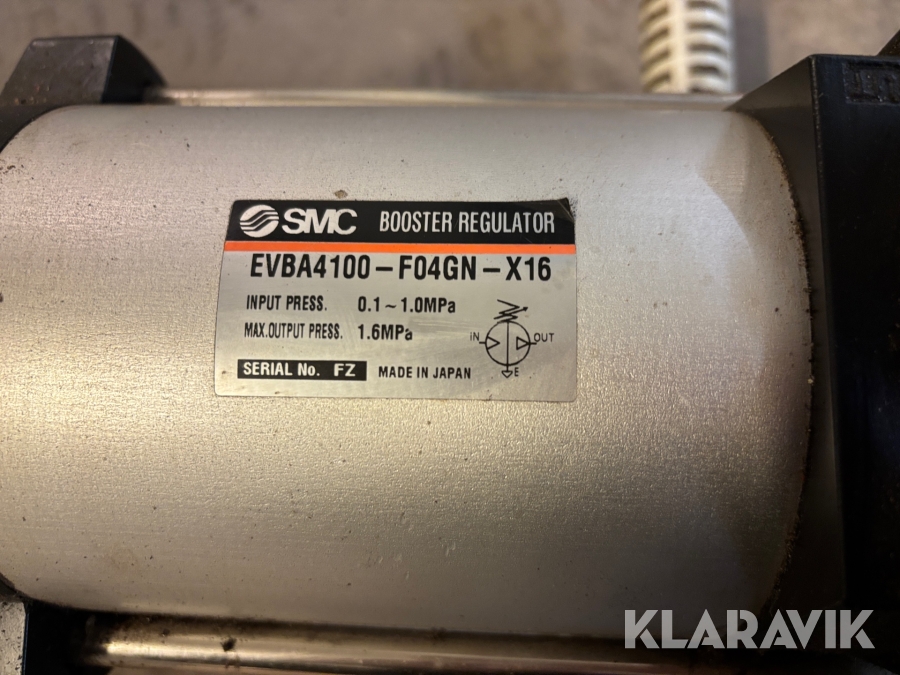 SMC BOOSTER REGULATOR
EVBA4100-F04GN-X16
INPUT PRESS. 0.1~1.0MPa
MAX.OUTPUT PRESS. 1.6MPa
IN OUT
E
SERIAL No. FZ MADE IN JAPAN
KLARAVIK